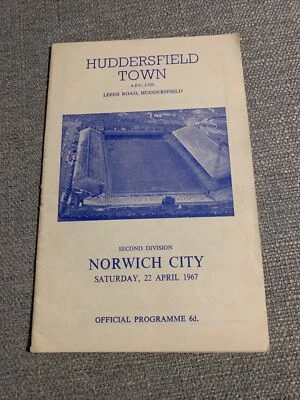 HUDDERSFIELD
TOWN
A.F.C. LTD.
LEEDS ROAD, HUDDERSFIELD
SECOND DIVISION
NORWICH CITY
SATURDAY, 22 APRIL 1967
OFFICIAL PROGRAMME 6d.